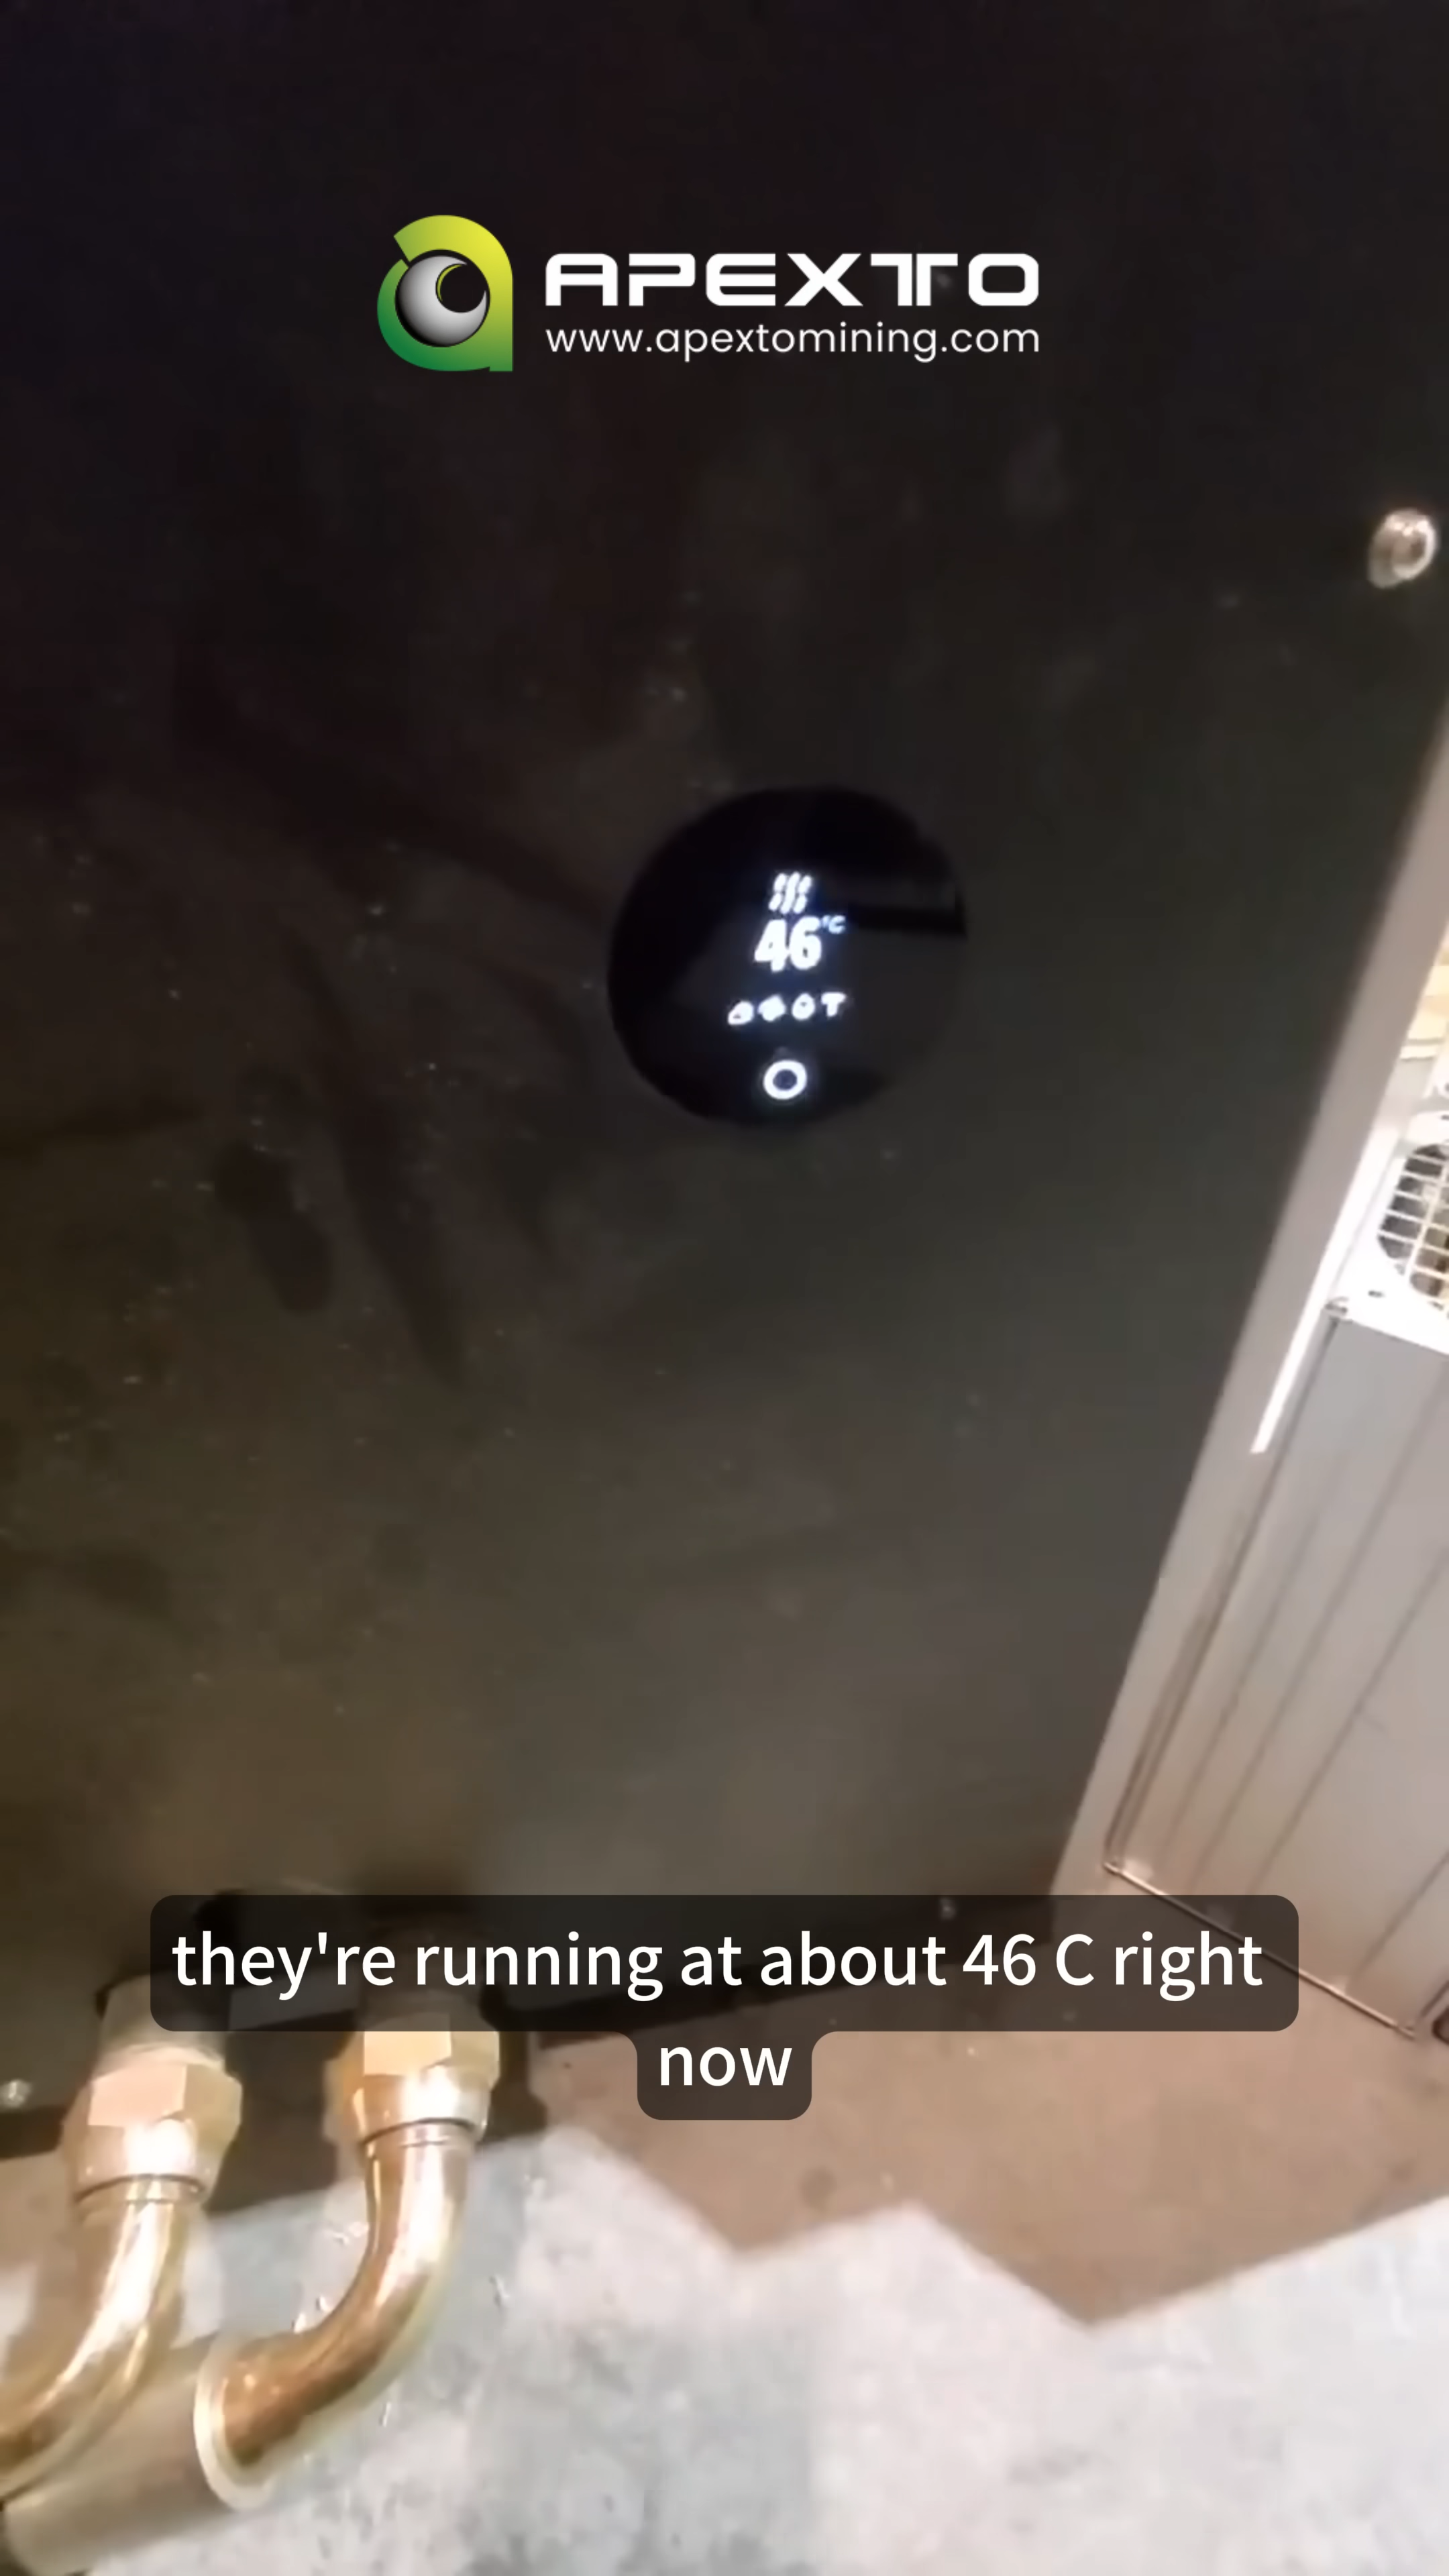 APEXTO
www.apextomining.com
46°C
they're running at about 46 C right
now